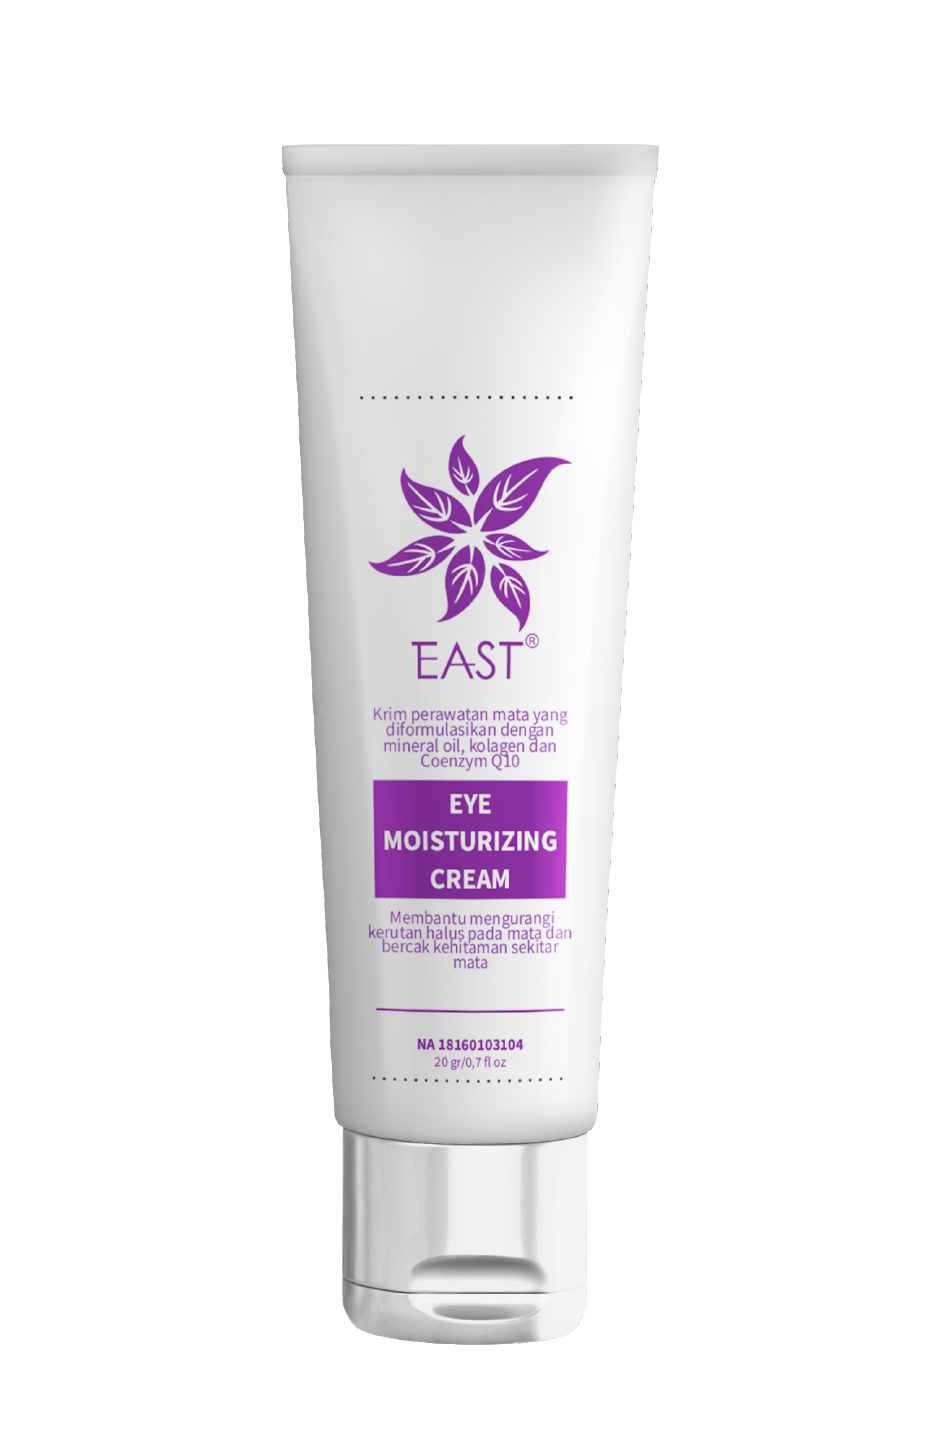 EAST®
Krim perawatan mata yang
diformulasikan dengan
mineral oil, kolagen dan
Coenzym Q10
EYE
MOISTURIZING
CREAM
Membantu mengurangi
kerutan halus pada mata dan
bercak kehitaman sekitar
mata
NA 18160103104
20 gr/0,7 fl oz